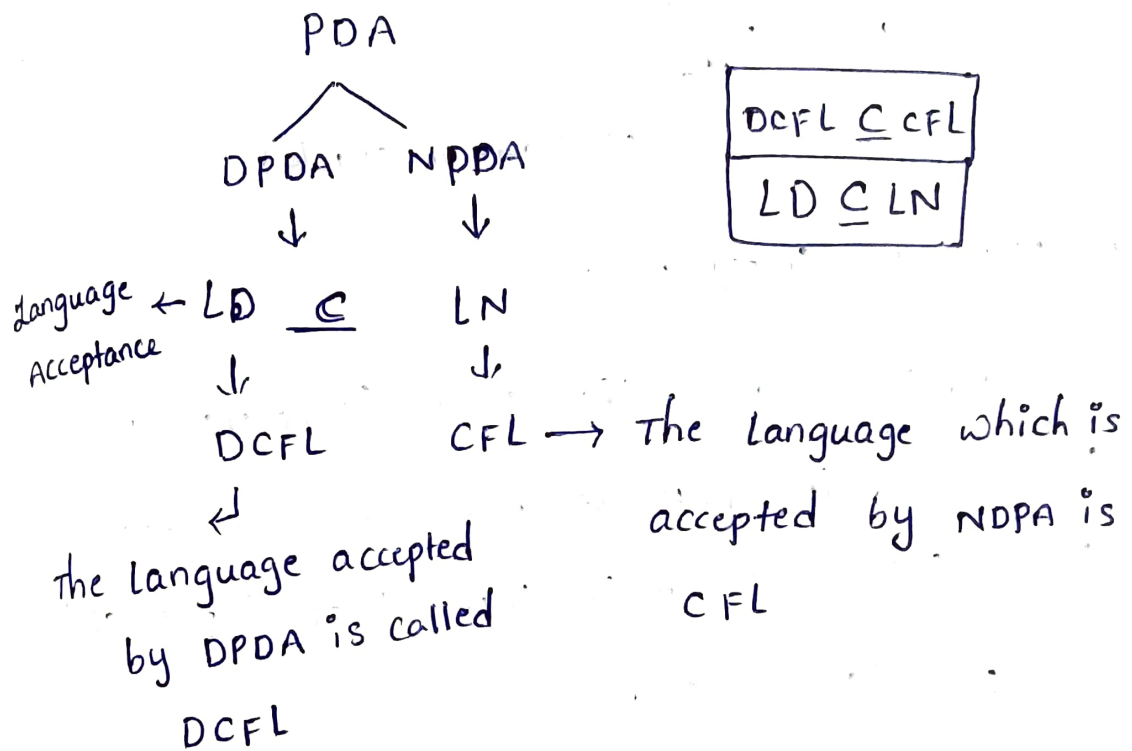 PDA
DPDA NPDA
DCFL ⊆ CFL
LD ⊆ LN
↓ ↓
Language ← LD ⊆ LN
Acceptance
↓ ↓
DCFL CFL → The language which is
accepted by NDPA is
CFL
↲
The language accepted
by DPDA is called
DCFL